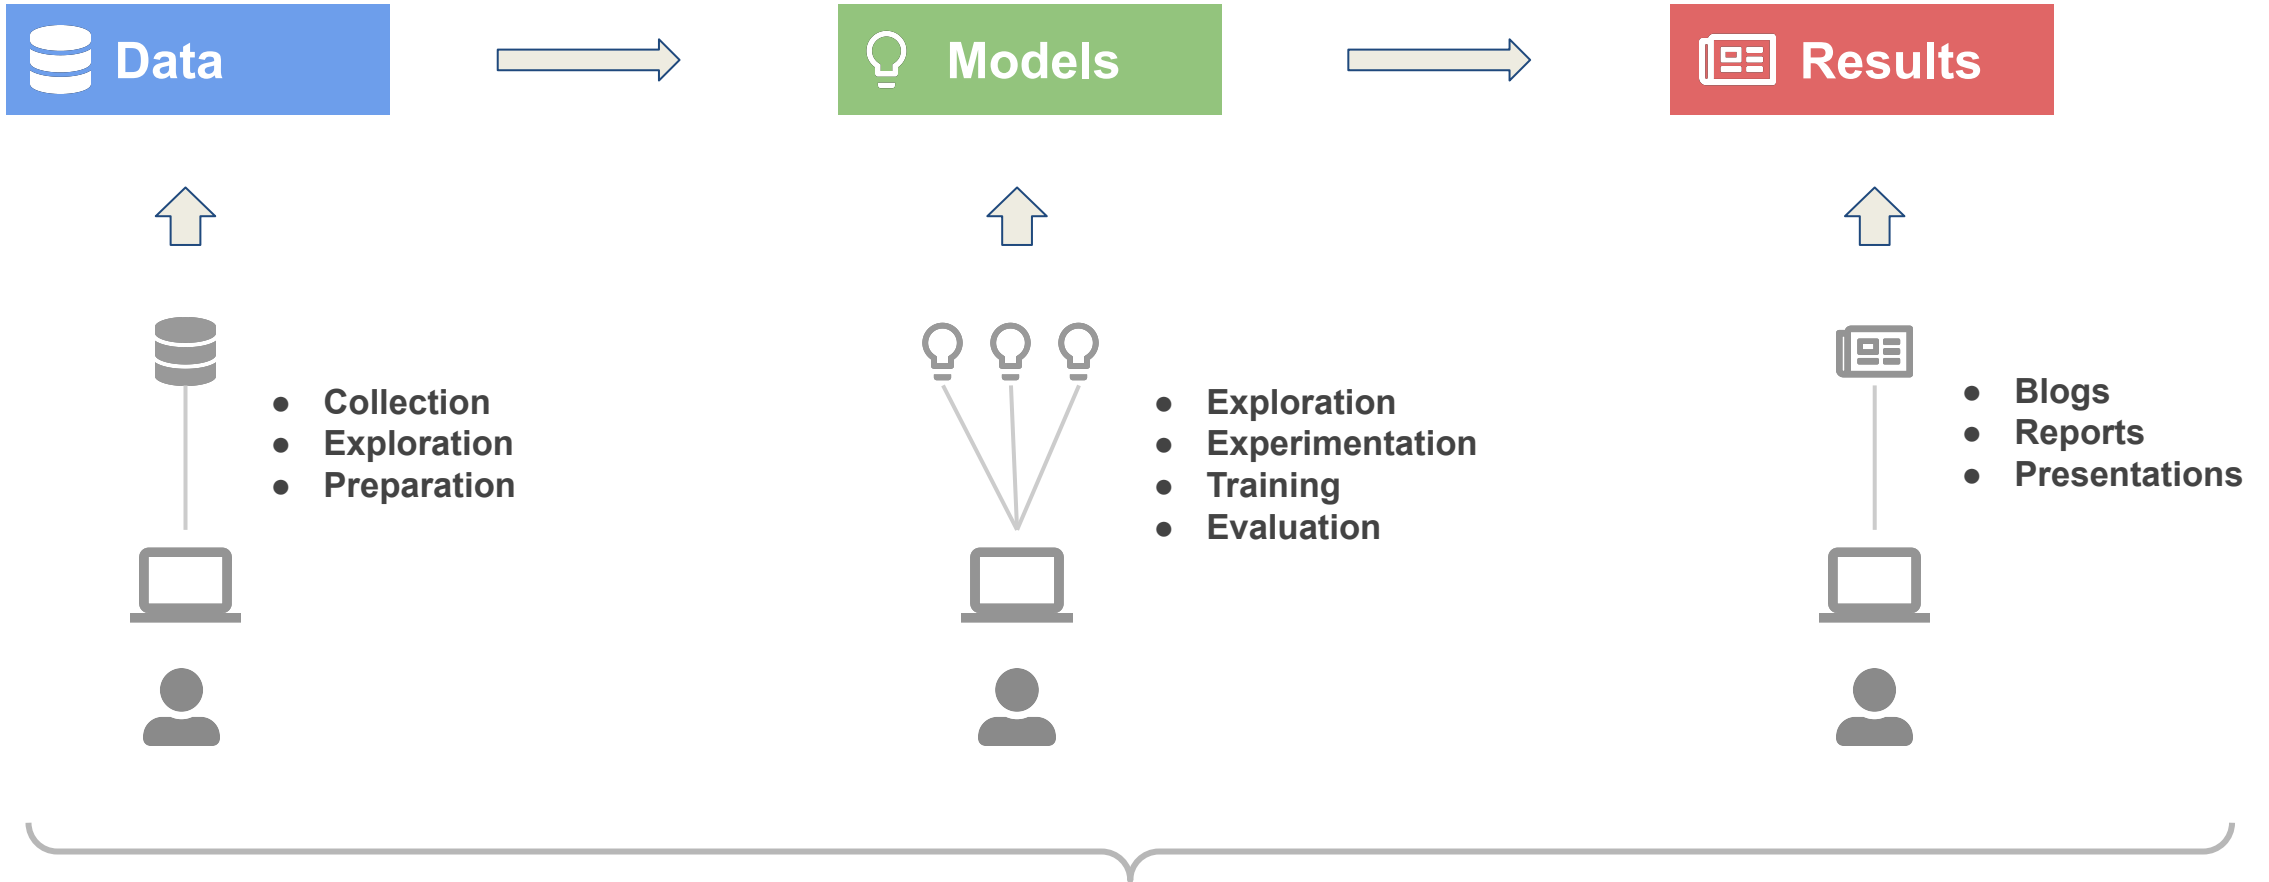 Data
Models
Results
● Collection
● Exploration
● Preparation
● Exploration
● Experimentation
● Training
● Evaluation
● Blogs
● Reports
● Presentations